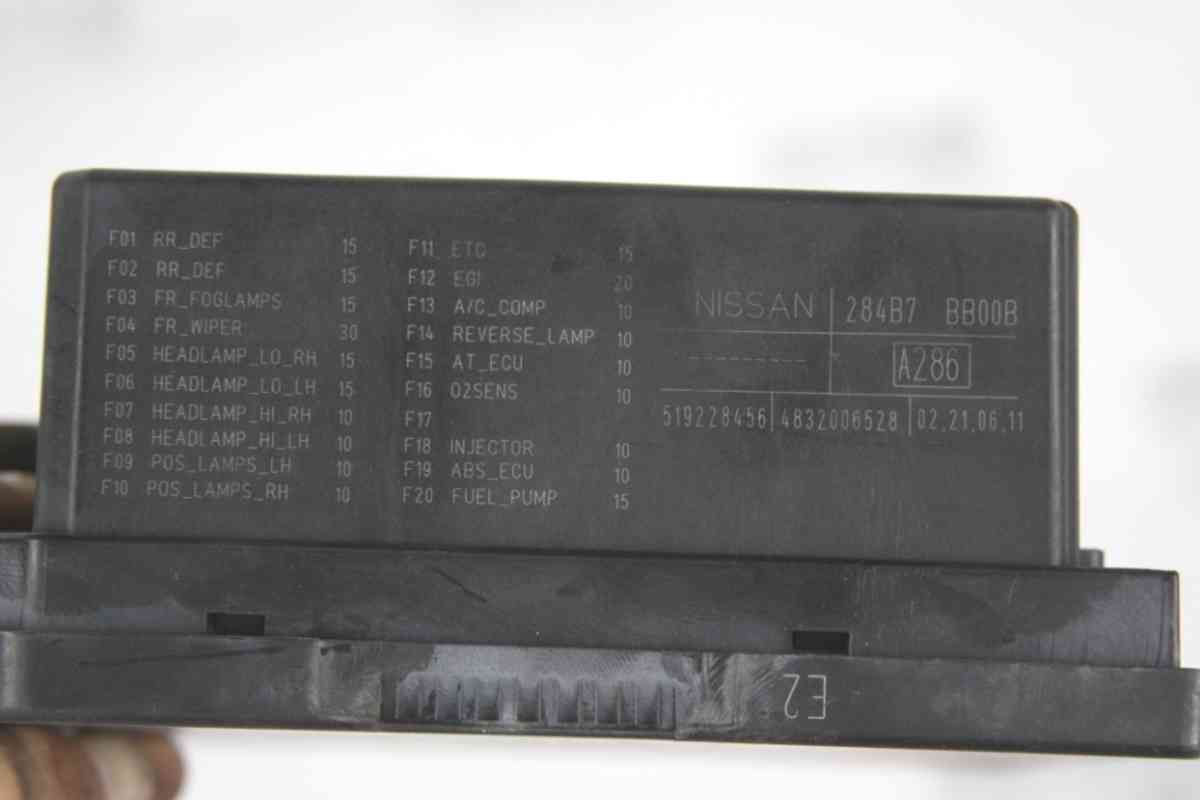 F01 RR_DEF 15
F02 RR_DEF 15
F03 FR_FOGLAMPS 15
F04 FR_WIPER 30
F05 HEADLAMP_LO_RH 15
F06 HEADLAMP_LO_LH 15
F07 HEADLAMP_HI_RH 10
F08 HEADLAMP_HI_LH 10
F09 POS_LAMPS_LH 10
F10 POS_LAMPS_RH 10
F11 ETC 15
F12 EGI 20
F13 A/C_COMP 10
F14 REVERSE_LAMP 10
F15 AT_ECU 10
F16 O2SENS 10
F17
F18 INJECTOR 10
F19 ABS_ECU 10
F20 FUEL_PUMP 15
NISSAN 284B7 BB00B
------------ A286
519228456 4832006528 02.21.06.11
E2